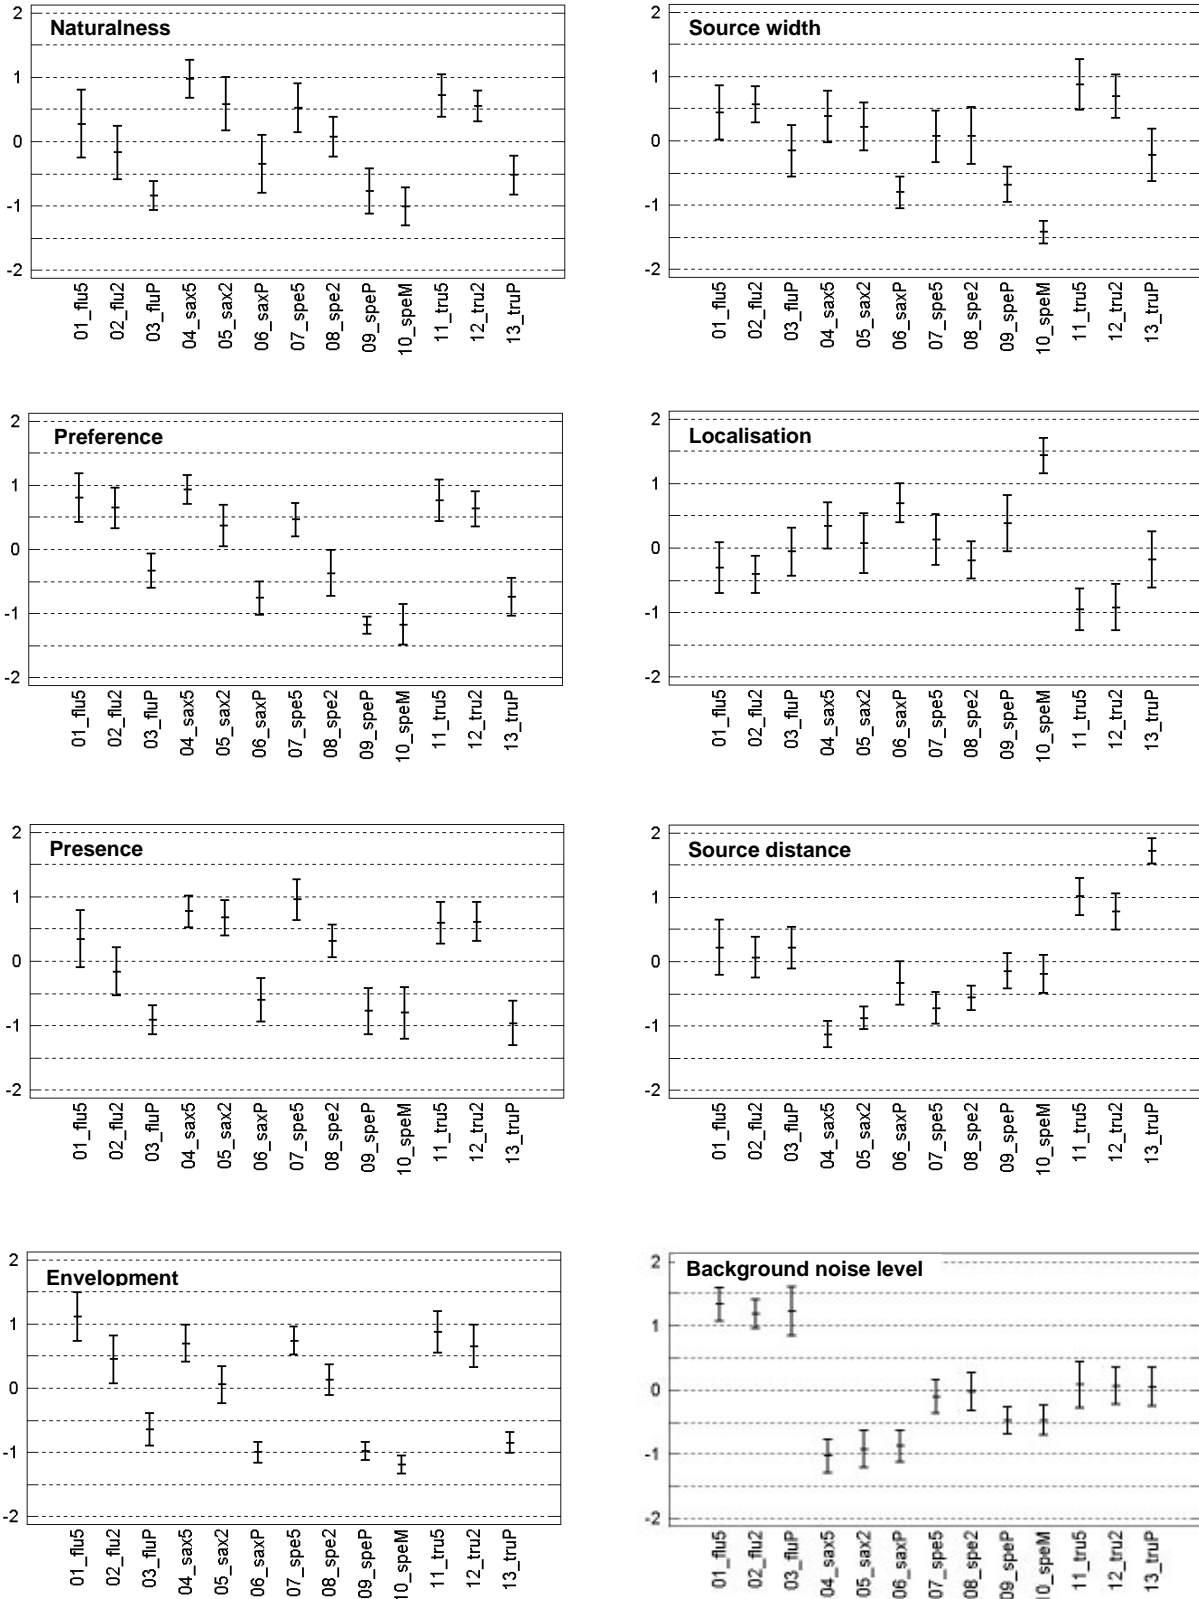 Naturalness
2
1
0
-1
-2
01_flu5
02_flu2
03_fluP
04_sax5
05_sax2
06_saxP
07_spe5
08_spe2
09_speP
10_speM
11_tru5
12_tru2
13_truP
Source width
2
1
0
-1
-2
01_flu5
02_flu2
03_fluP
04_sax5
05_sax2
06_saxP
07_spe5
08_spe2
09_speP
10_speM
11_tru5
12_tru2
13_truP
Preference
2
1
0
-1
-2
01_flu5
02_flu2
03_fluP
04_sax5
05_sax2
06_saxP
07_spe5
08_spe2
09_speP
10_speM
11_tru5
12_tru2
13_truP
Localisation
2
1
0
-1
-2
01_flu5
02_flu2
03_fluP
04_sax5
05_sax2
06_saxP
07_spe5
08_spe2
09_speP
10_speM
11_tru5
12_tru2
13_truP
Presence
2
1
0
-1
-2
01_flu5
02_flu2
03_fluP
04_sax5
05_sax2
06_saxP
07_spe5
08_spe2
09_speP
10_speM
11_tru5
12_tru2
13_truP
Source distance
2
1
0
-1
-2
01_flu5
02_flu2
03_fluP
04_sax5
05_sax2
06_saxP
07_spe5
08_spe2
09_speP
10_speM
11_tru5
12_tru2
13_truP
Envelopment
2
1
0
-1
-2
01_flu5
02_flu2
03_fluP
04_sax5
05_sax2
06_saxP
07_spe5
08_spe2
09_speP
10_speM
11_tru5
12_tru2
13_truP
Background noise level
2
1
0
-1
-2
01_flu5
02_flu2
03_fluP
04_sax5
05_sax2
06_saxP
07_spe5
08_spe2
09_speP
10_speM
11_tru5
12_tru2
13_truP